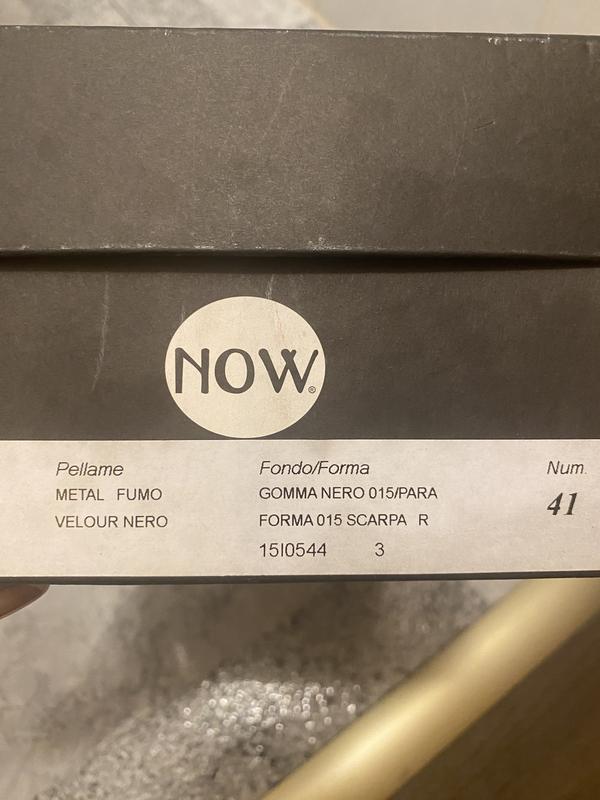 NOW®
Pellame Fondo/Forma Num.
METAL FUMO GOMMA NERO 015/PARA 41
VELOUR NERO FORMA 015 SCARPA R
15I0544 3